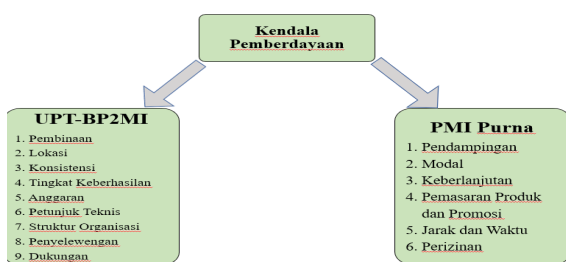 Kendala
Pemberdayaan
UPT-BP2MI
1. Pembinaan
2. Lokasi
3. Konsistensi
4. Tingkat Keberhasilan
5. Anggaran
6. Petunjuk Teknis
7. Struktur Organisasi
8. Penyelewengan
9. Dukungan
PMI Purna
1. Pendampingan
2. Modal
3. Keberlanjutan
4. Pemasaran Produk
dan Promosi
5. Jarak dan Waktu
6. Perizinan